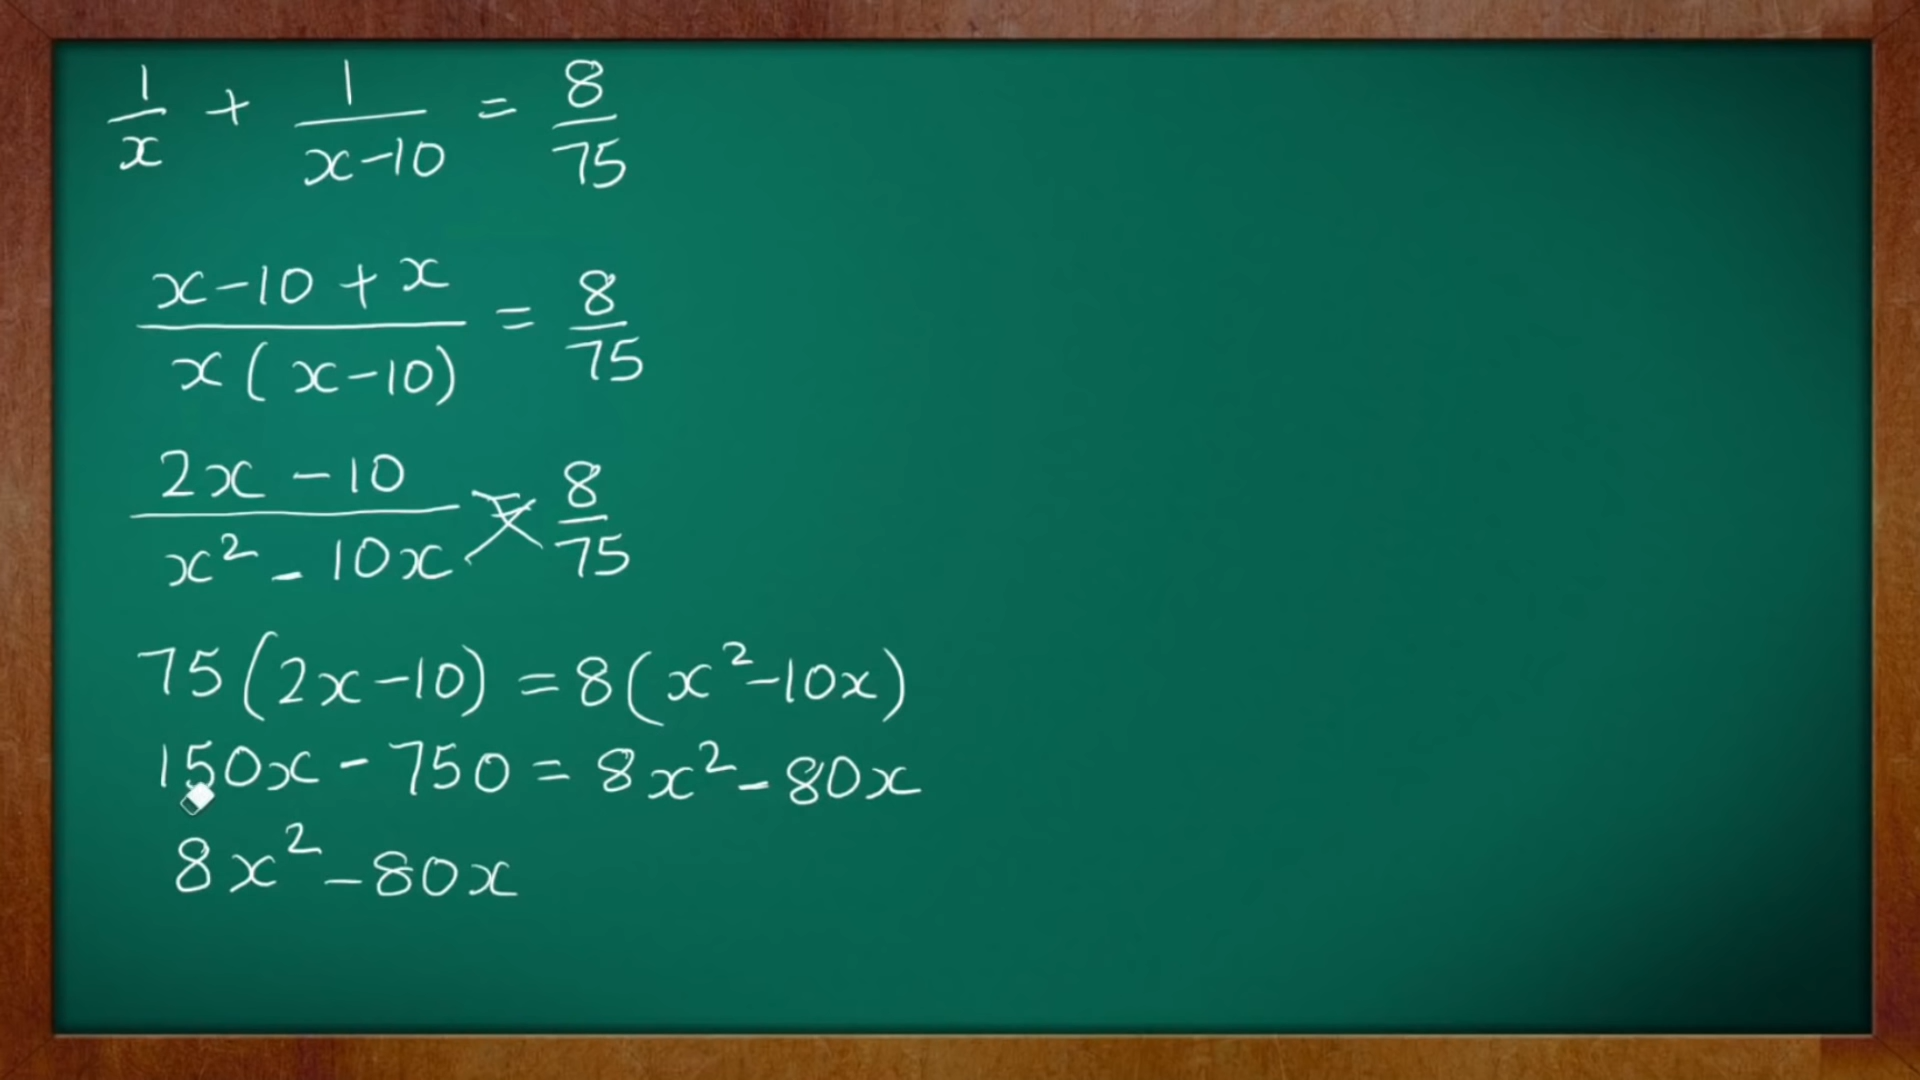 1/x + 1/(x-10) = 8/75
(x-10+x)/(x(x-10)) = 8/75
(2x-10)/(x²-10x) = 8/75
75(2x-10) = 8(x²-10x)
150x - 750 = 8x² - 80x
8x² - 80x